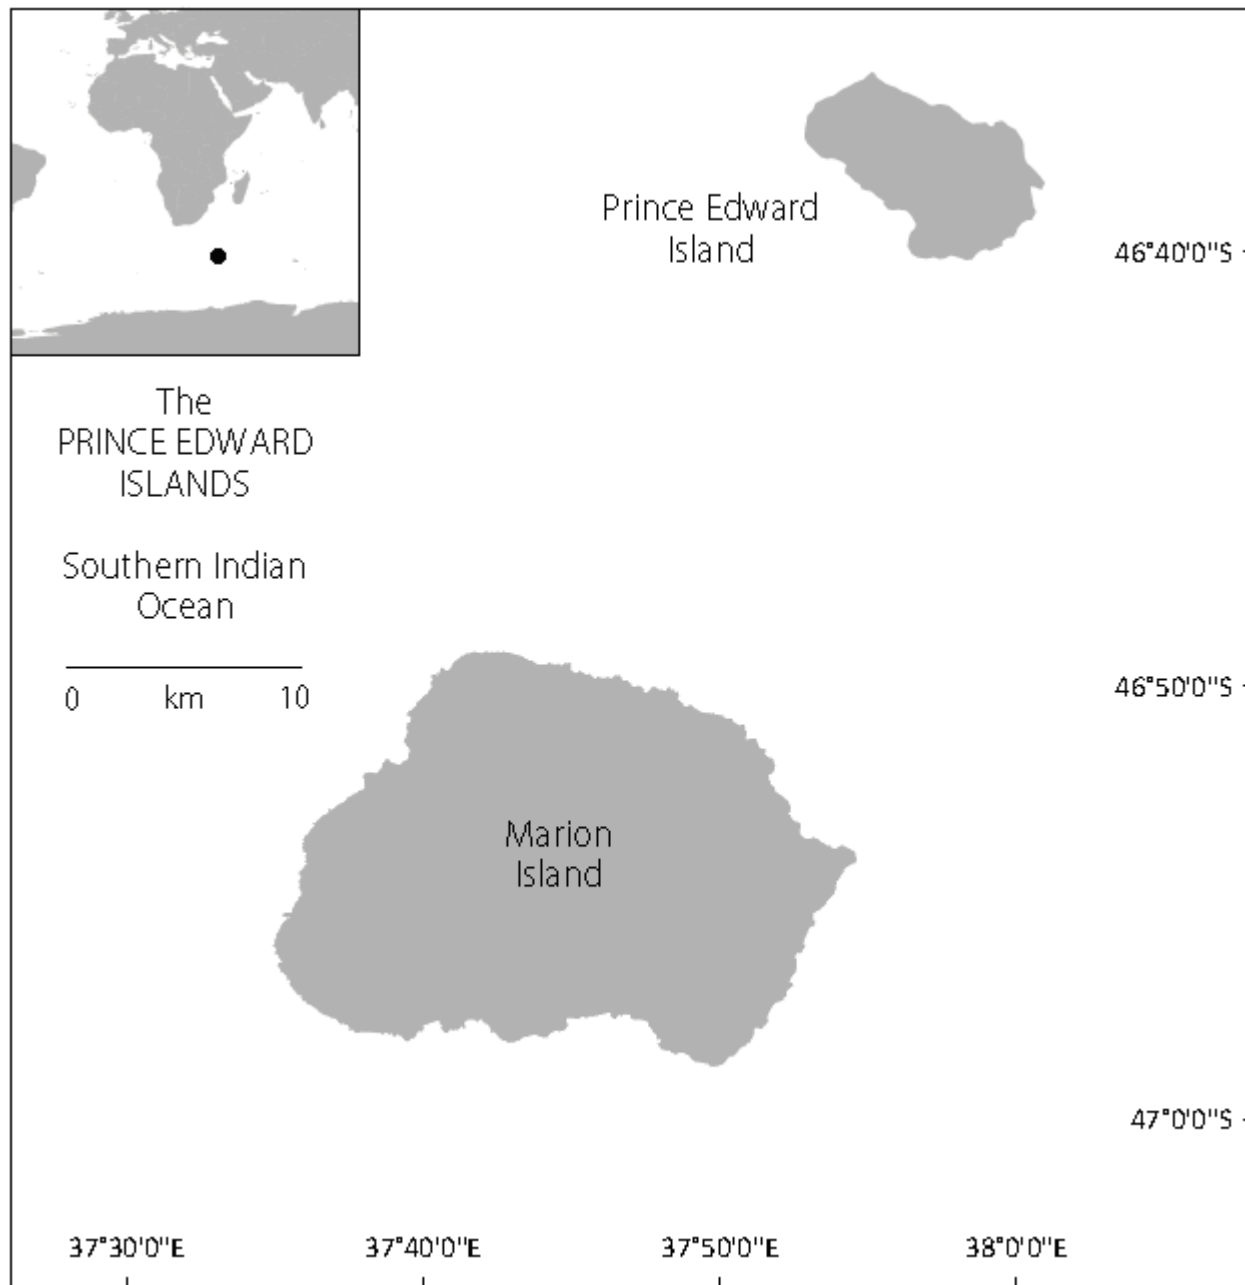 Prince Edward
Island
46°40'0"S
The
PRINCE EDWARD
ISLANDS
Southern Indian
Ocean
0 km 10
46°50'0"S
Marion
Island
47°0'0"S
37°30'0"E 37°40'0"E 37°50'0"E 38°0'0"E